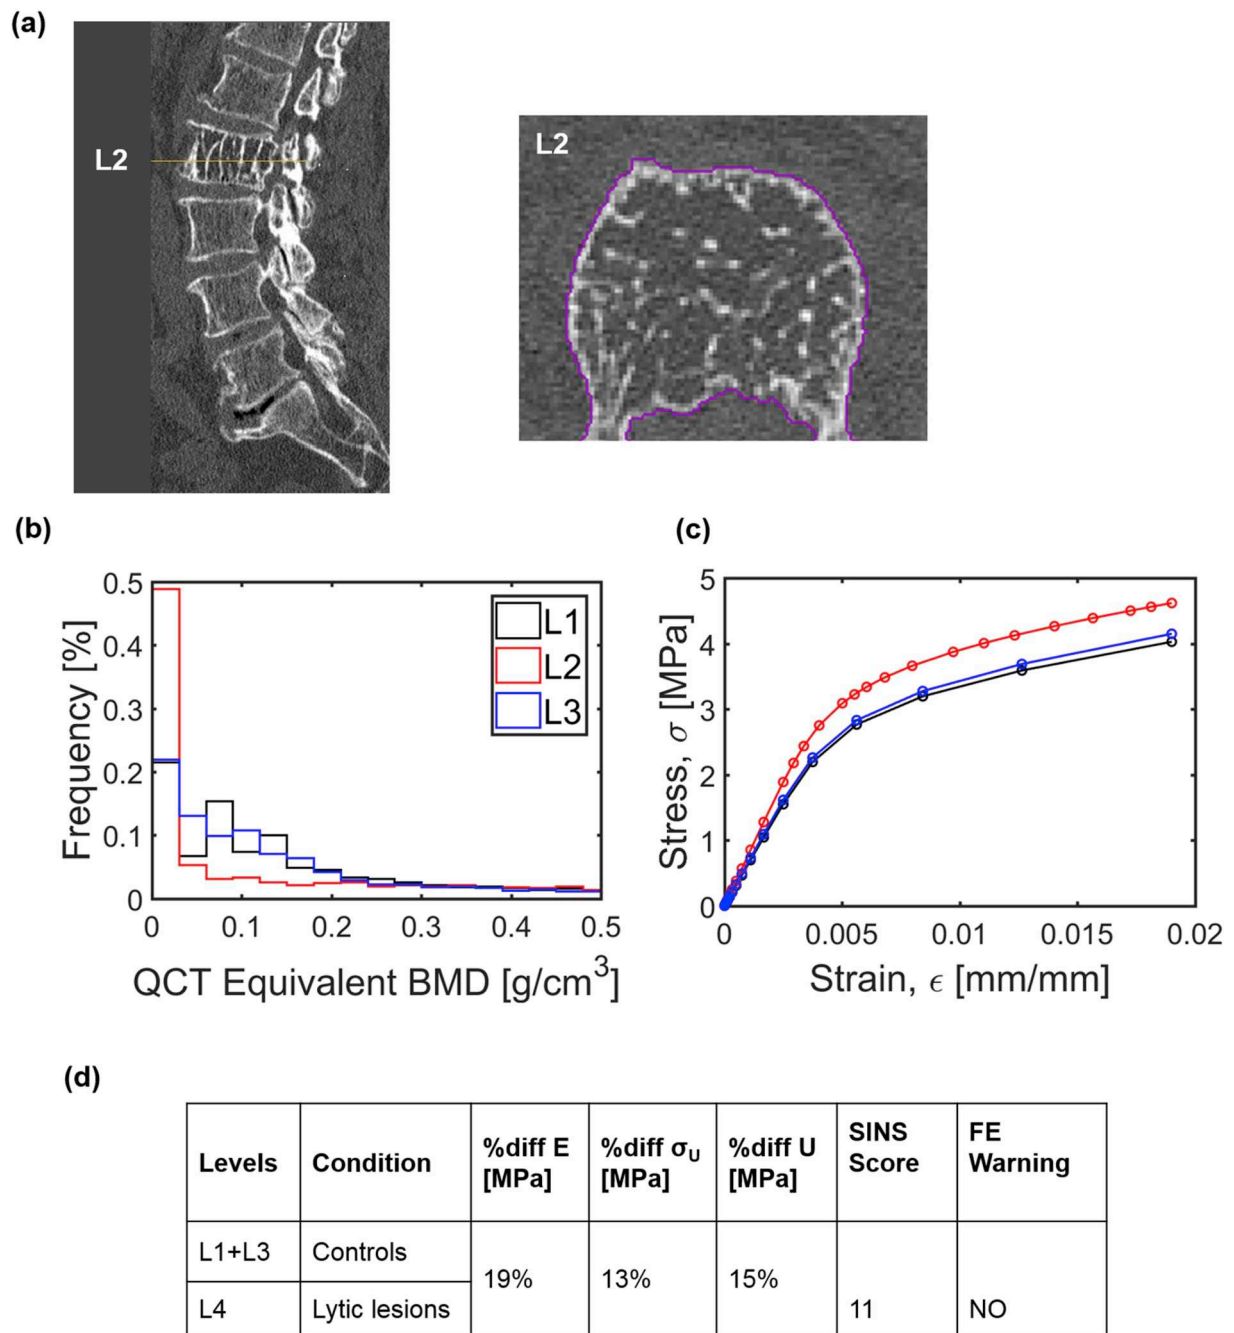 (a)
L2
L2
(b)
(c)
Frequency [%]
0.5
0.4
0.3
0.2
0.1
0
0 0.1 0.2 0.3 0.4 0.5
QCT Equivalent BMD [g/cm³]
L1
L2
L3
Stress, σ [MPa]
5
4
3
2
1
0
0 0.005 0.01 0.015 0.02
Strain, ϵ [mm/mm]
(d)
Levels Condition %diff E [MPa] %diff σU [MPa] %diff U [MPa] SINS Score FE Warning
L1+L3 Controls
19% 13% 15%
L4 Lytic lesions 11 NO